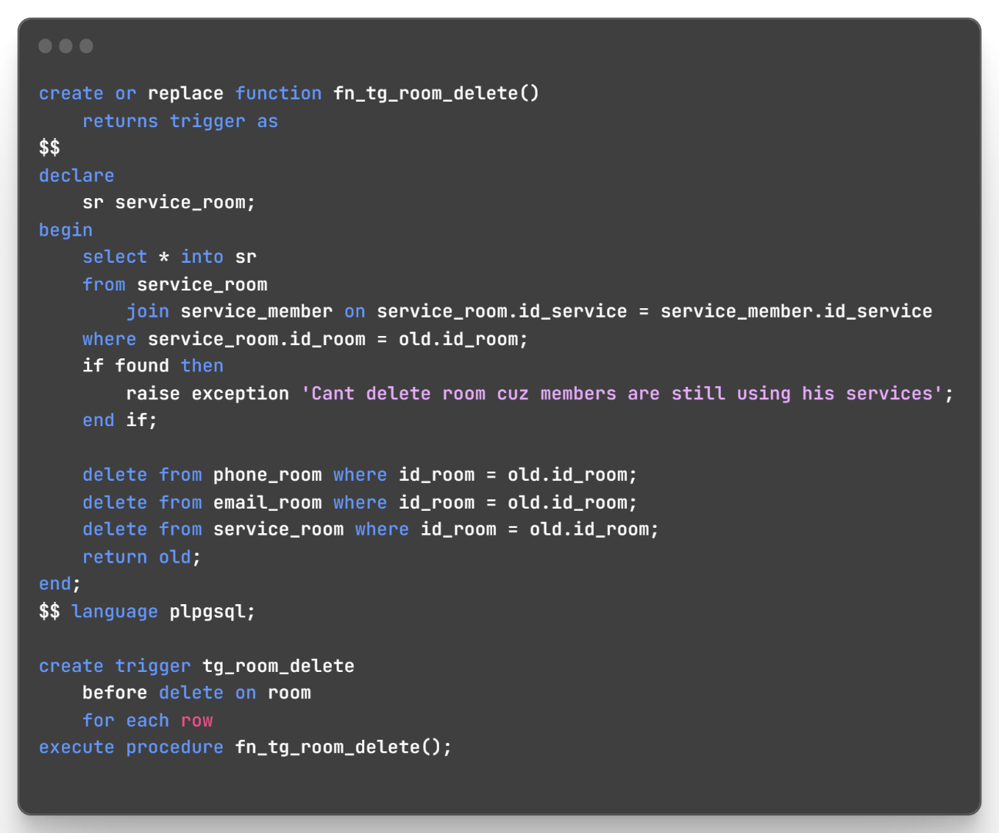 create or replace function fn_tg_room_delete()
    returns trigger as
$$
declare
    sr service_room;
begin
    select * into sr
    from service_room
        join service_member on service_room.id_service = service_member.id_service
    where service_room.id_room = old.id_room;
    if found then
        raise exception 'Cant delete room cuz members are still using his services';
    end if;

    delete from phone_room where id_room = old.id_room;
    delete from email_room where id_room = old.id_room;
    delete from service_room where id_room = old.id_room;
    return old;
end;
$$ language plpgsql;

create trigger tg_room_delete
    before delete on room
    for each row
execute procedure fn_tg_room_delete();